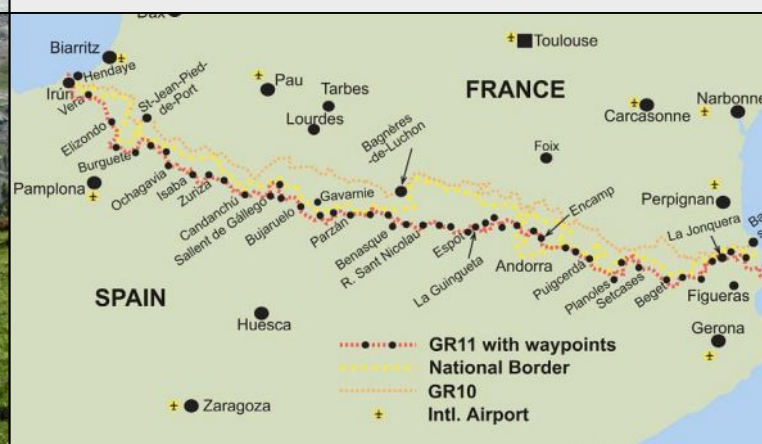 Dax
Biarritz
Hendaye
Irún
Vera
St-Jean-Pied-
de-Port
Elizondo
Burguete
Pamplona
Ochagavia
Isaba
Zuriza
Candanchú
Sallent de Gállego
Bujaruelo
Pau
Tarbes
Lourdes
Gavarnie
Parzán
Bagnères
-de-Luchon
Benasque
R. Sant Nicolau
Espot
La Guingueta
Toulouse
FRANCE
Foix
Encamp
Andorra
Puigcerdá
Planoles
Setcases
Beget
Carcasonne
Narbonne
Perpignan
La Jonquera
Figueras
Gerona
SPAIN
Huesca
Zaragoza
GR11 with waypoints
National Border
GR10
Intl. Airport